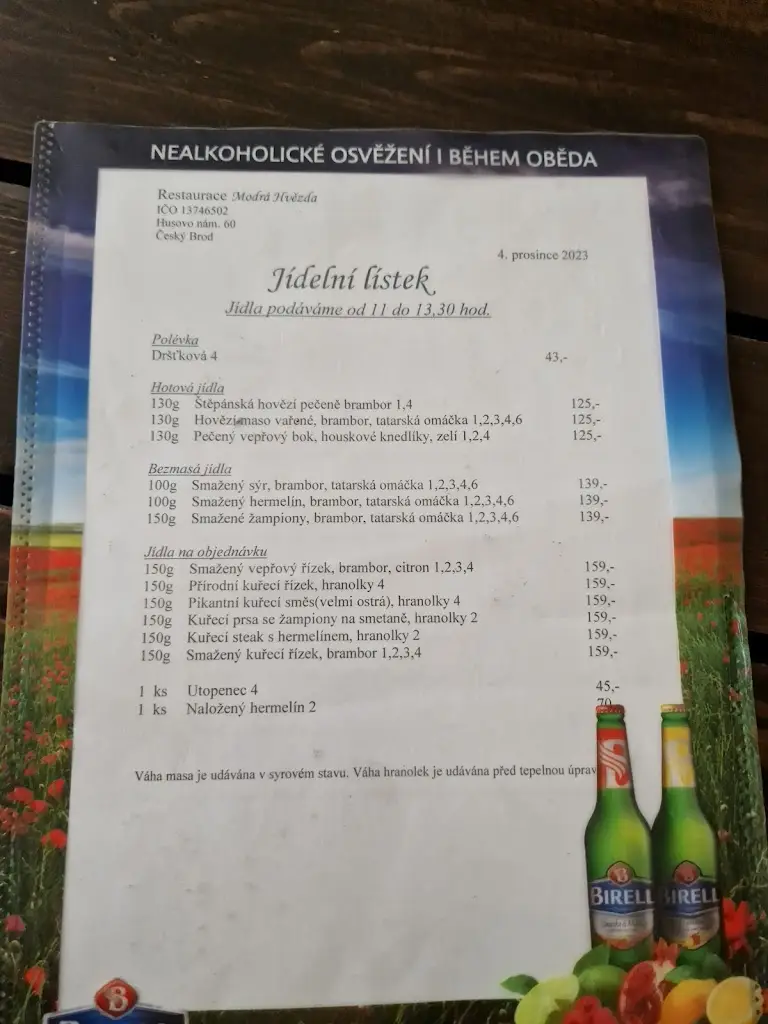 NEALKOHOLICKÉ OSVĚŽENÍ I BĚHEM OBĚDA
Restaurace Modrá Hvězda
IČO 13746502
Husovo nám. 60
Český Brod
4. prosince 2023
Jídelní lístek
Jídla podáváme od 11 do 13,30 hod.
Polévka
Dršťková 4 43,-
Hotová jídla
130g Štěpánská hovězí pečeně brambor 1,4 125,-
130g Hovězí maso vařené, brambor, tatarská omáčka 1,2,3,4,6 125,-
130g Pečený vepřový bok, houskové knedlíky, zelí 1,2,4 125,-
Bezmasá jídla
100g Smažený sýr, brambor, tatarská omáčka 1,2,3,4,6 139,-
100g Smažený hermelín, brambor, tatarská omáčka 1,2,3,4,6 139,-
150g Smažené žampiony, brambor, tatarská omáčka 1,2,3,4,6 139,-
Jídla na objednávku
150g Smažený vepřový řízek, brambor, citron 1,2,3,4 159,-
150g Přírodní kuřecí řízek, hranolky 4 159,-
150g Pikantní kuřecí směs(velmi ostrá), hranolky 4 159,-
150g Kuřecí prsa se žampiony na smetaně, hranolky 2 159,-
150g Kuřecí steak s hermelínem, hranolky 2 159,-
150g Smažený kuřecí řízek, brambor 1,2,3,4 159,-
1 ks Utopenec 4 45,-
1 ks Naložený hermelín 2 70
Váha masa je udávána v syrovém stavu. Váha hranolek je udávána před tepelnou úprav
BIRELL BIRELL
B